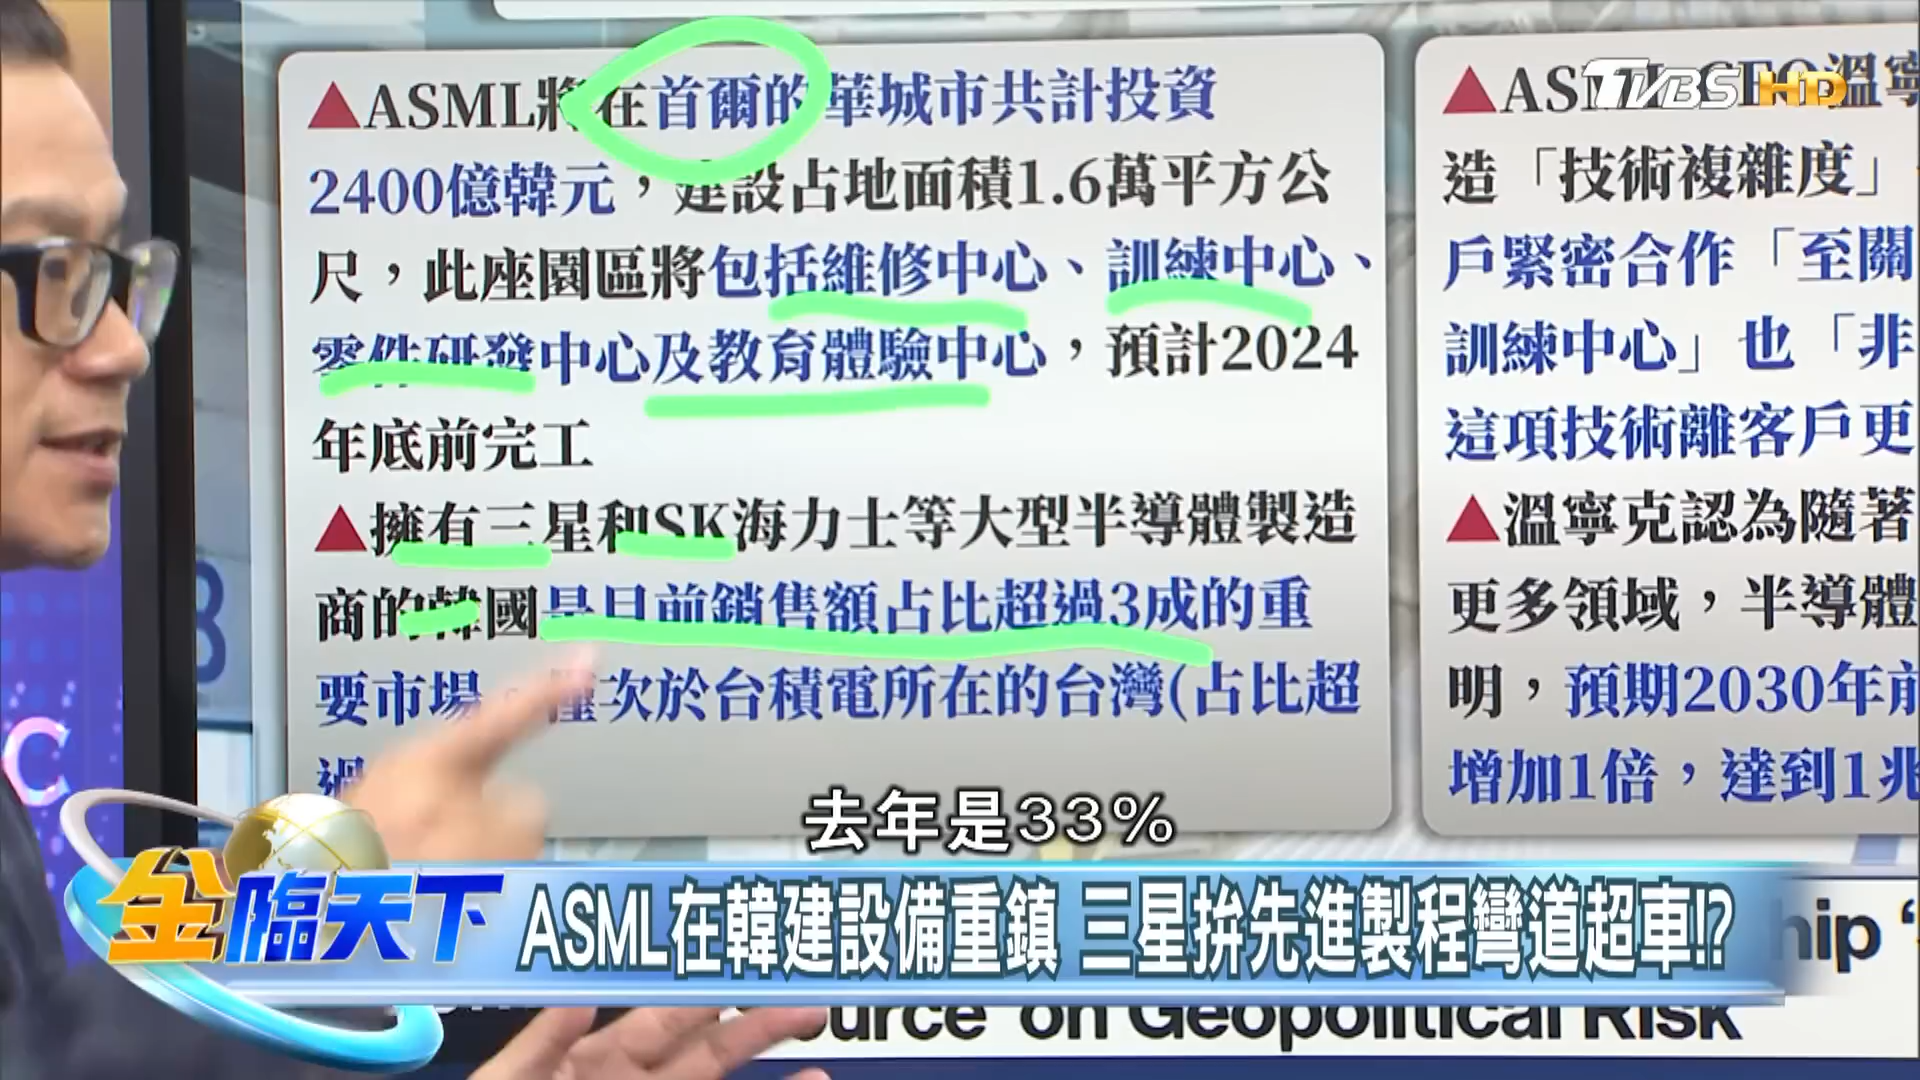 ▲ASML將在首爾的華城市共計投資
2400億韓元，建設占地面積1.6萬平方公
尺，此座園區將包括維修中心、訓練中心、
零件研發中心及教育體驗中心，預計2024
年底前完工
▲擁有三星和SK海力士等大型半導體製造
商的韓國是目前銷售額占比超過3成的重
要市場，僅次於台積電所在的台灣(占比超
過
▲ASML CEO溫寧
造「技術複雜度」
戶緊密合作「至關
訓練中心」也「非
這項技術離客戶更
▲溫寧克認為隨著
更多領域，半導體
明，預期2030年前
增加1倍，達到1兆
TVBS HD
去年是33%
金臨天下
ASML在韓建設備重鎮 三星拚先進製程彎道超車!?
hip “
on Geopolitical Risk